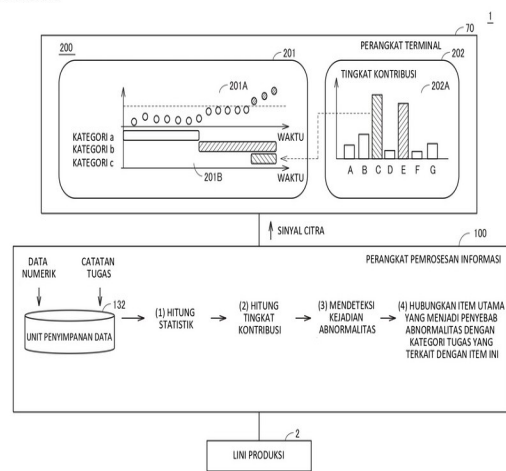 1
70
PERANGKAT TERMINAL
200
201
201A
202
TINGKAT KONTRIBUSI
202A
WAKTU
KATEGORI a
KATEGORI b
KATEGORI c
201B
WAKTU
A B C D E F G
SINYAL CITRA
100
PERANGKAT PEMROSESAN INFORMASI
DATA
NUMERIK
CATATAN
TUGAS
132
UNIT PENYIMPANAN DATA
(1) HITUNG
STATISTIK
(2) HITUNG
TINGKAT
KONTRIBUSI
(3) MENDETEKSI
KEJADIAN
ABNORMALITAS
(4) HUBUNGKAN ITEM UTAMA
YANG MENJADI PENYEBAB
ABNORMALITAS DENGAN
KATEGORI TUGAS YANG
TERKAIT DENGAN ITEM INI
2
LINI PRODUKSI